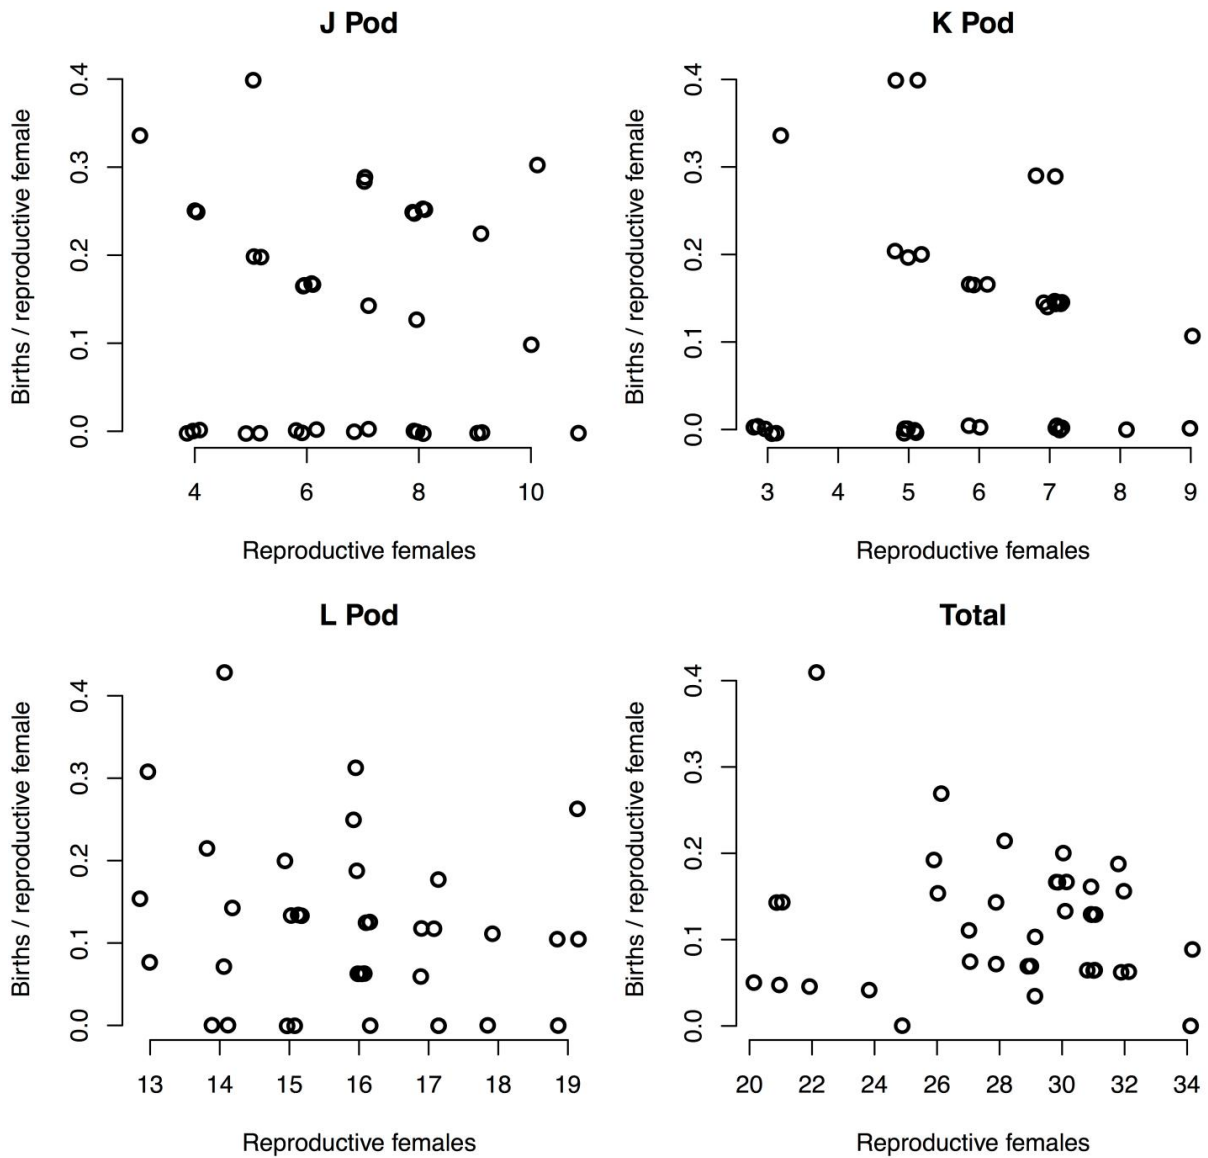 J Pod
Births / reproductive female
0.4
0.3
0.2
0.1
0.0
4 6 8 10
Reproductive females
K Pod
Births / reproductive female
0.4
0.3
0.2
0.1
0.0
3 4 5 6 7 8 9
Reproductive females
L Pod
Births / reproductive female
0.4
0.3
0.2
0.1
0.0
13 14 15 16 17 18 19
Reproductive females
Total
Births / reproductive female
0.4
0.3
0.2
0.1
0.0
20 22 24 26 28 30 32 34
Reproductive females